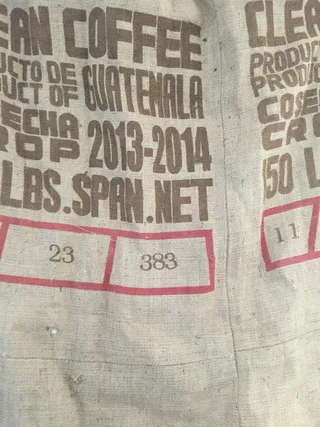 EAN COFFEE
UCTO DE
UCT OF GUATEMALA
ECHA
ROP 2013-2014
LBS.SPAN.NET
23 383
CLEA
PRODUC
PRODU
COSE
CRO
150 L
11